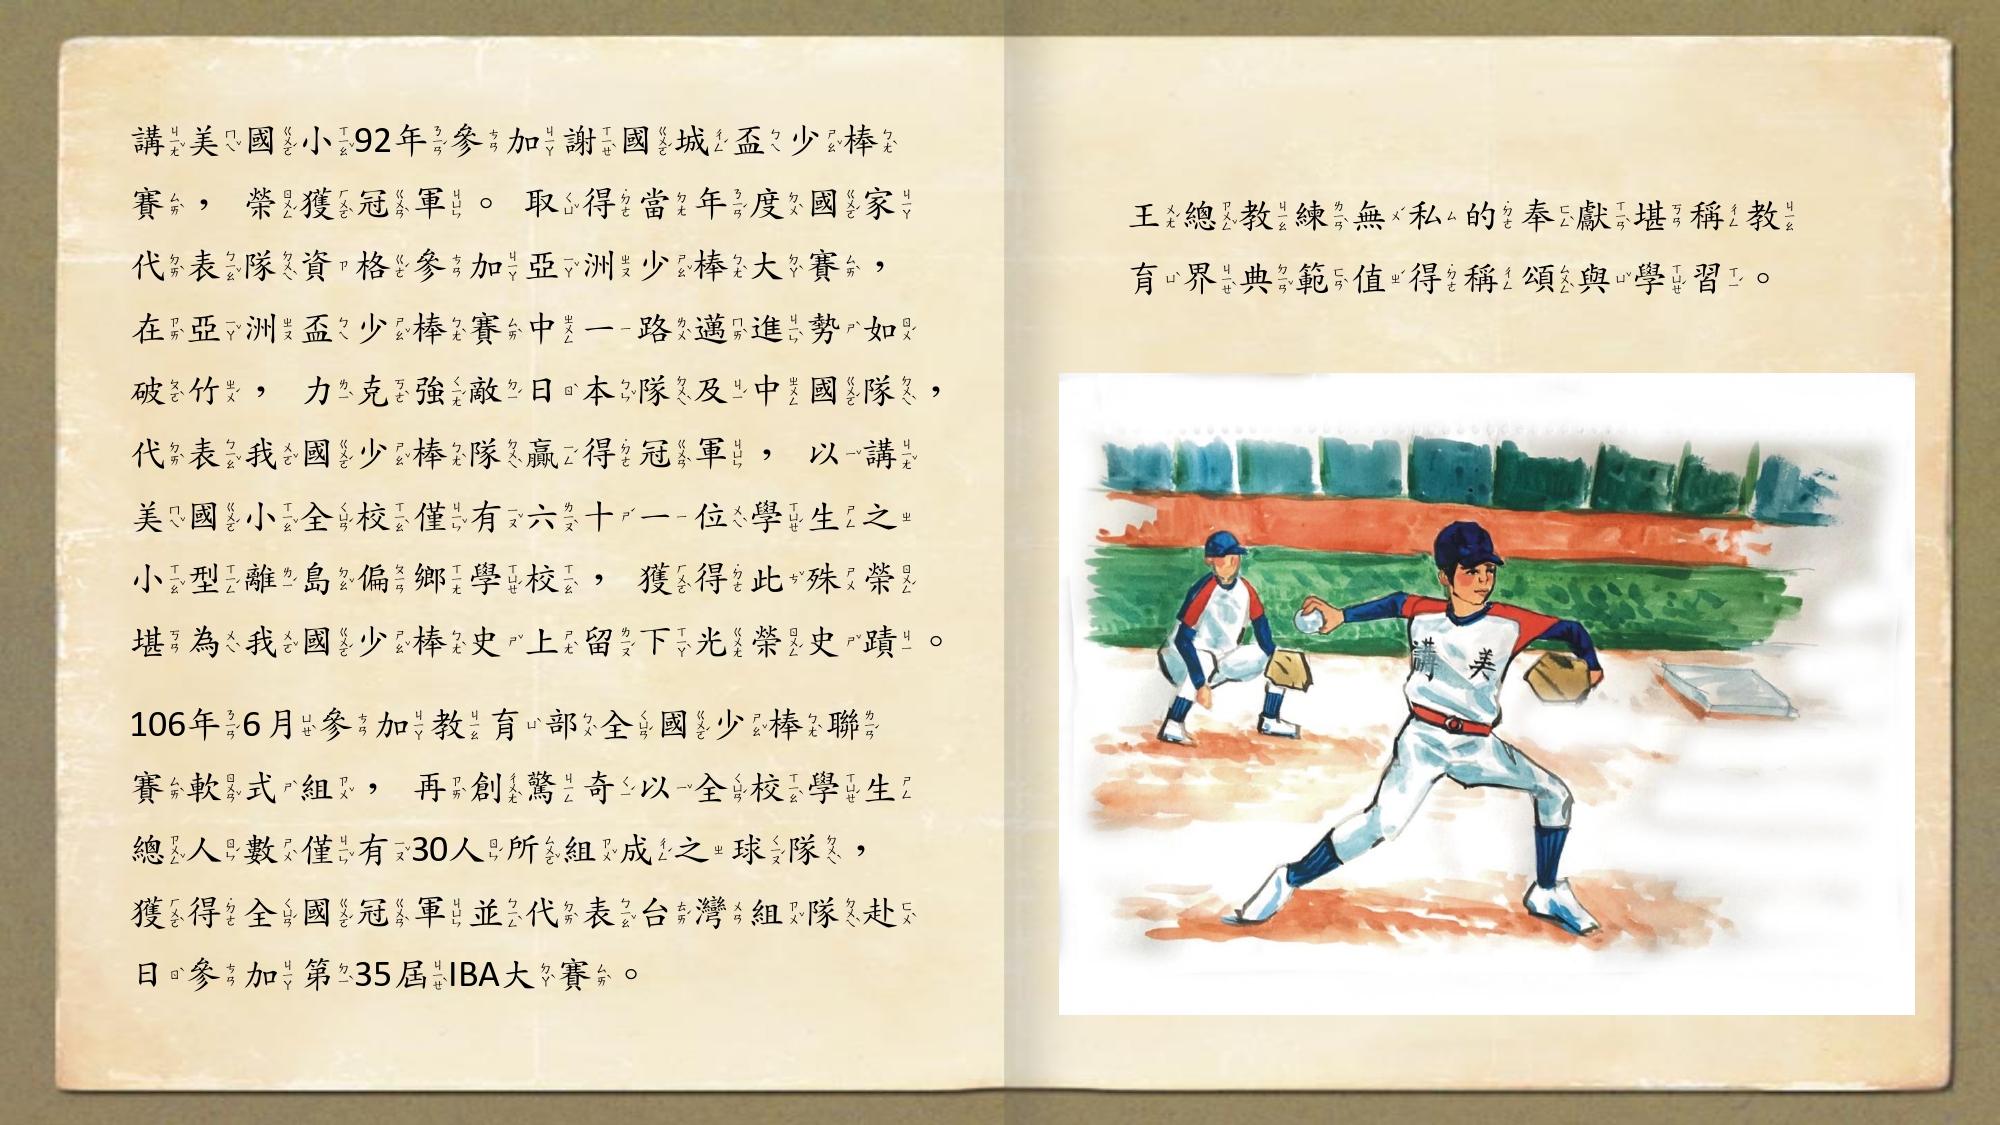 講美國小92年參加謝國城盃少棒
賽，榮獲冠軍。取得當年度國家
代表隊資格參加亞洲少棒大賽，
在亞洲盃少棒賽中一路邁進勢如
破竹，力克強敵日本隊及中國隊，
代表我國少棒隊贏得冠軍，以講
美國小全校僅有六十一位學生之
小型離島偏鄉學校，獲得此殊榮
堪為我國少棒史上留下光榮史蹟。
106年6月參加教育部全國少棒聯
賽軟式組，再創驚奇以全校學生
總人數僅有30人所組成之球隊，
獲得全國冠軍並代表台灣組隊赴
日參加第35屆IBA大賽。
王總教練無私的奉獻堪稱教
育界典範值得稱頌與學習。
講美